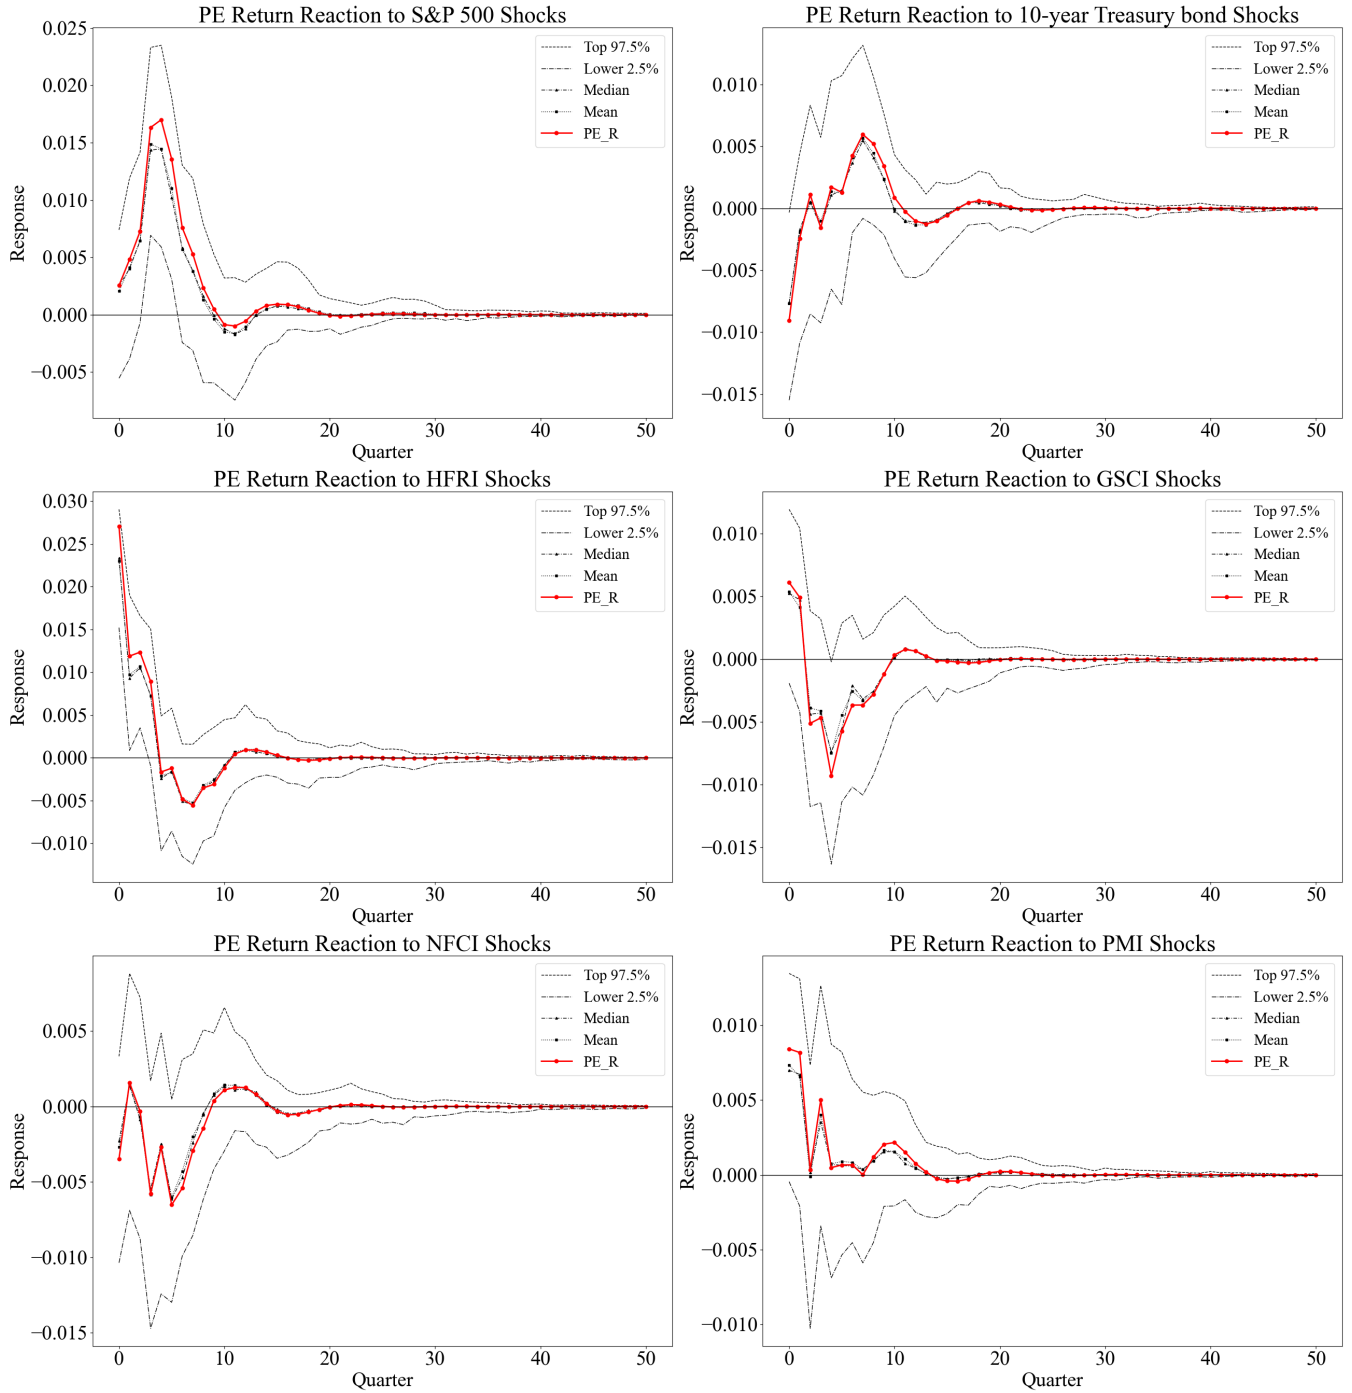 PE Return Reaction to S&P 500 Shocks
Response
0.025
0.020
0.015
0.010
0.005
0.000
−0.005
Top 97.5%
Lower 2.5%
Median
Mean
PE_R
0 10 20 30 40 50
Quarter
PE Return Reaction to 10-year Treasury bond Shocks
Response
0.010
0.005
0.000
−0.005
−0.010
−0.015
Top 97.5%
Lower 2.5%
Median
Mean
PE_R
0 10 20 30 40 50
Quarter
PE Return Reaction to HFRI Shocks
Response
0.030
0.025
0.020
0.015
0.010
0.005
0.000
−0.005
−0.010
Top 97.5%
Lower 2.5%
Median
Mean
PE_R
0 10 20 30 40 50
Quarter
PE Return Reaction to GSCI Shocks
Response
0.010
0.005
0.000
−0.005
−0.010
−0.015
Top 97.5%
Lower 2.5%
Median
Mean
PE_R
0 10 20 30 40 50
Quarter
PE Return Reaction to NFCI Shocks
Response
0.005
0.000
−0.005
−0.010
−0.015
Top 97.5%
Lower 2.5%
Median
Mean
PE_R
0 10 20 30 40 50
Quarter
PE Return Reaction to PMI Shocks
Response
0.010
0.005
0.000
−0.005
−0.010
Top 97.5%
Lower 2.5%
Median
Mean
PE_R
0 10 20 30 40 50
Quarter